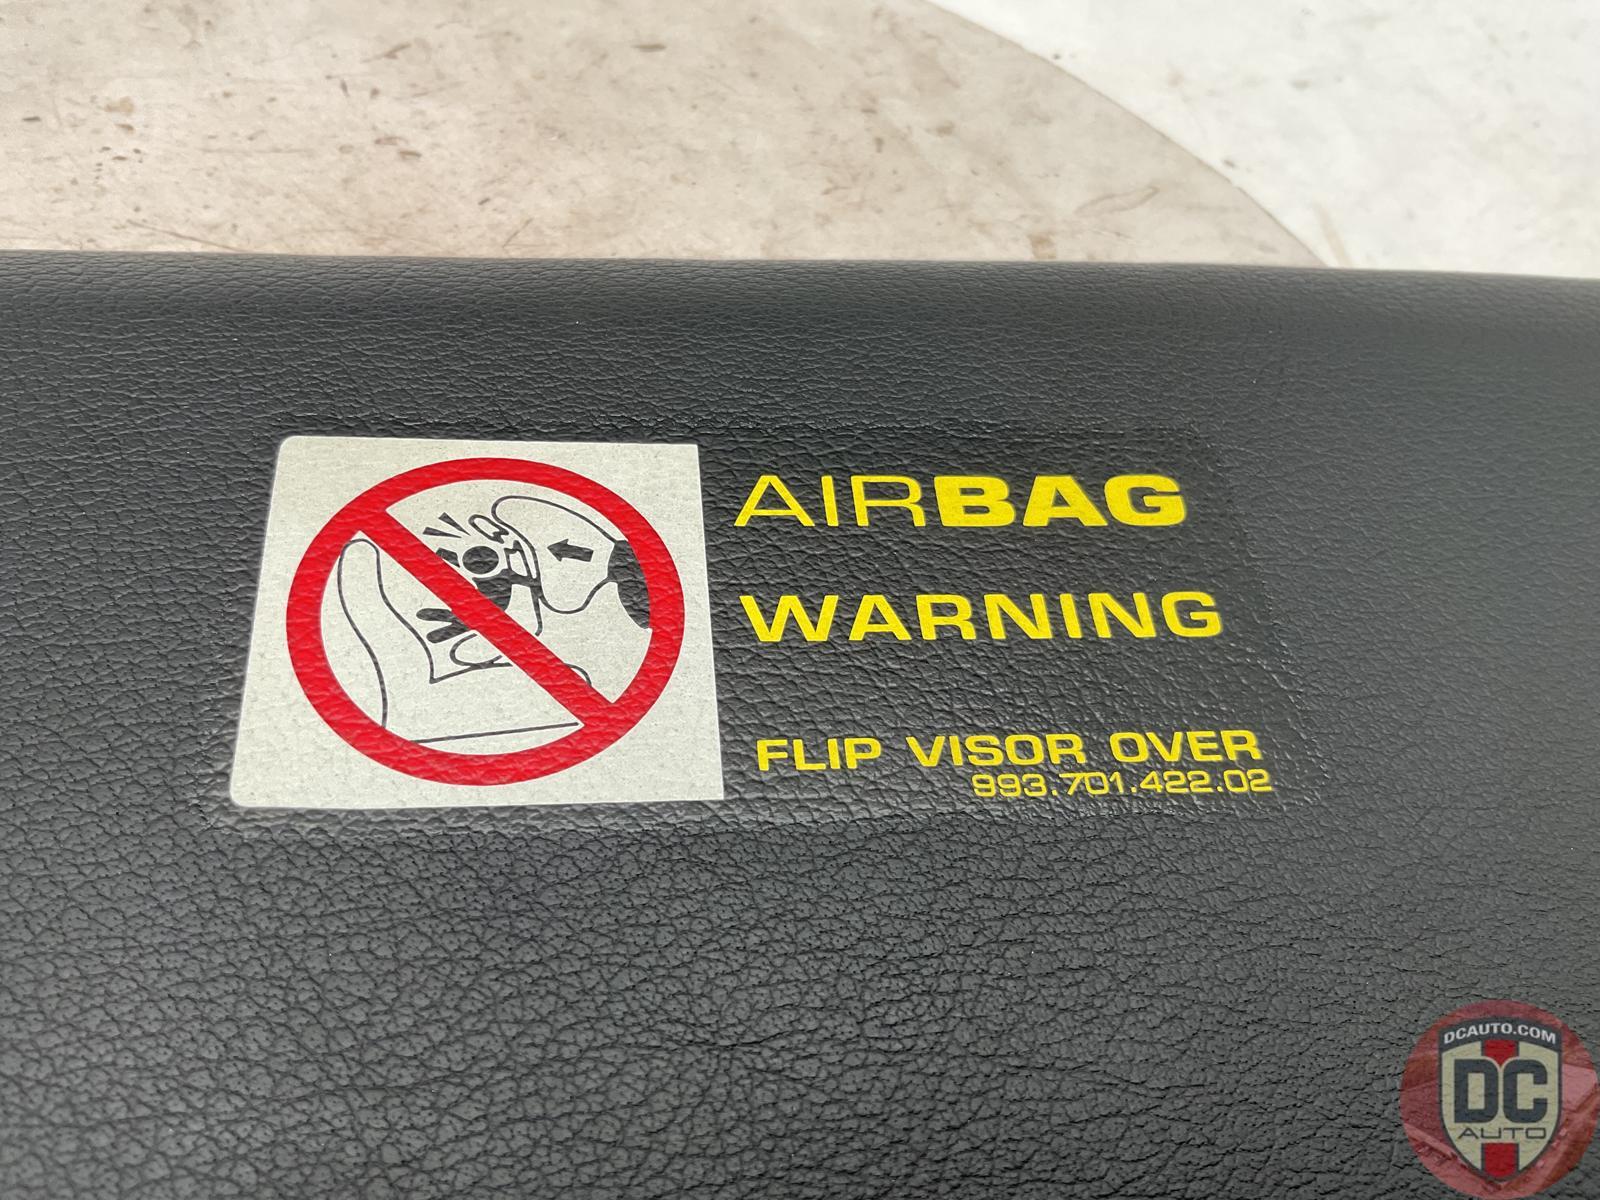 AIRBAG
WARNING
FLIP VISOR OVER
993.701.422.02
DCAUTO.COM
DC
AUTO